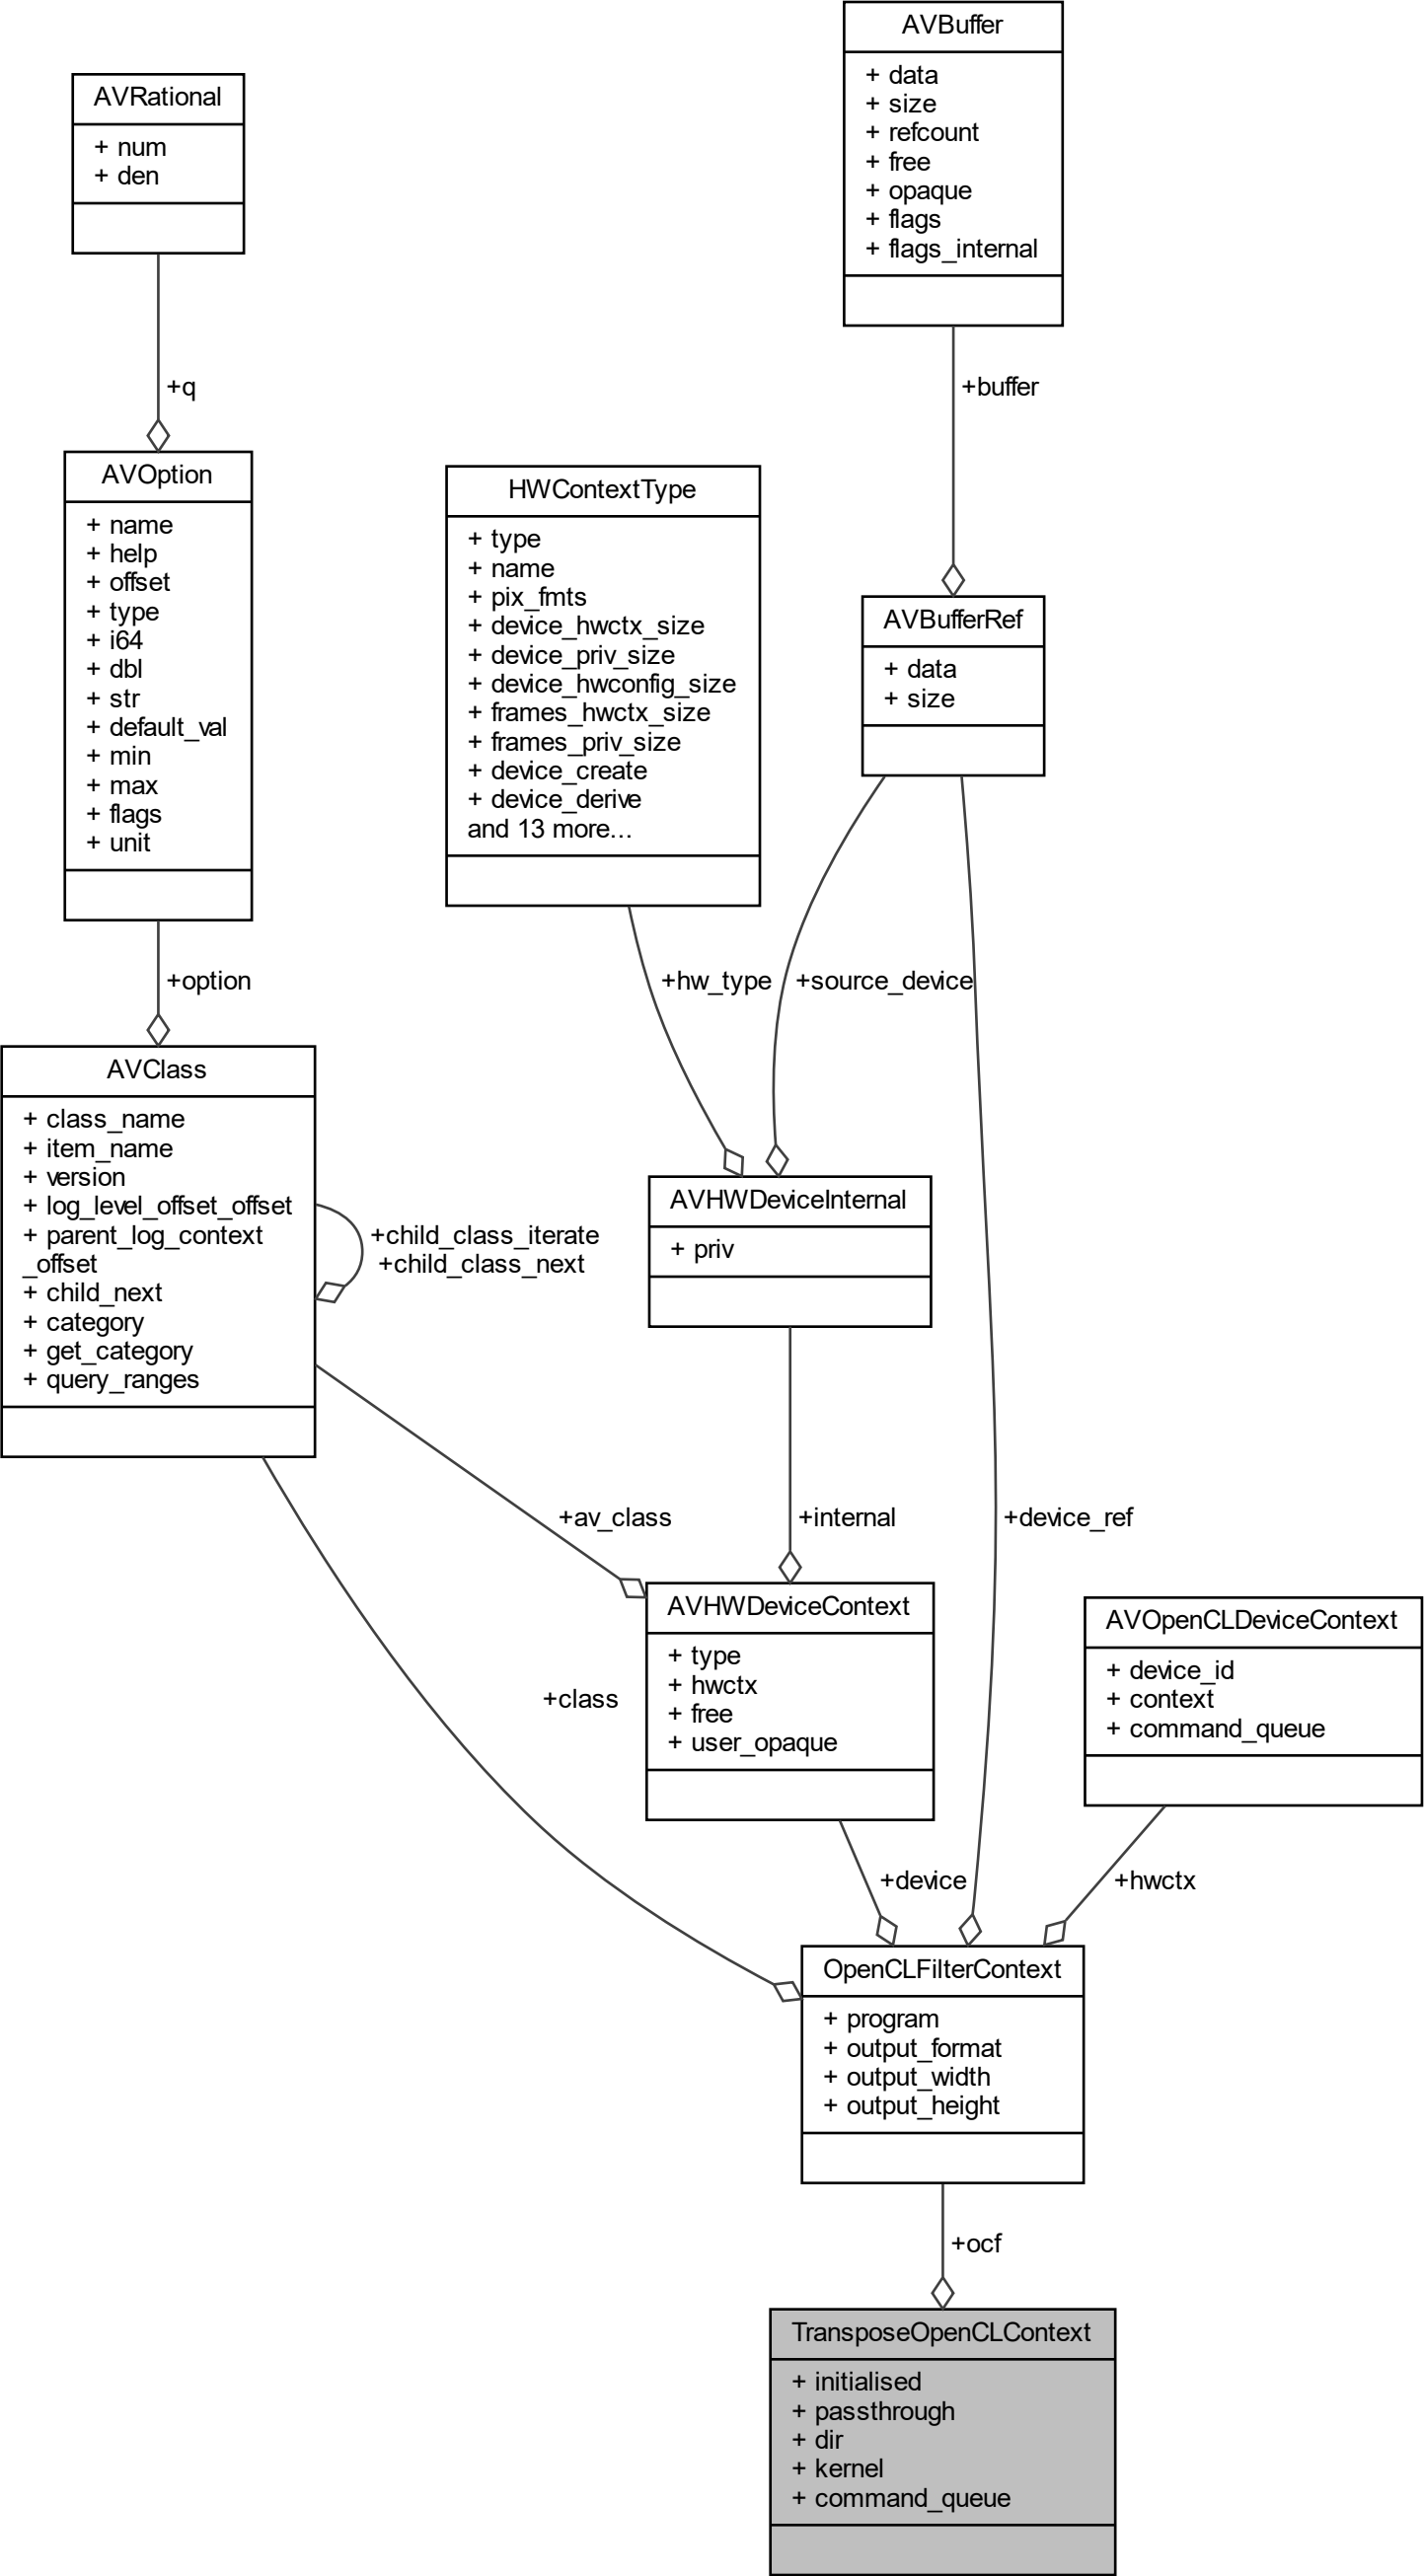 AVBuffer
+ data
+ size
+ refcount
+ free
+ opaque
+ flags
+ flags_internal
AVRational
+ num
+ den
+q
+buffer
AVOption
+ name
+ help
+ offset
+ type
+ i64
+ dbl
+ str
+ default_val
+ min
+ max
+ flags
+ unit
HWContextType
+ type
+ name
+ pix_fmts
+ device_hwctx_size
+ device_priv_size
+ device_hwconfig_size
+ frames_hwctx_size
+ frames_priv_size
+ device_create
+ device_derive
and 13 more...
AVBufferRef
+ data
+ size
+option
+hw_type
+source_device
AVClass
+ class_name
+ item_name
+ version
+ log_level_offset_offset
+ parent_log_context
_offset
+ child_next
+ category
+ get_category
+ query_ranges
+child_class_iterate
+child_class_next
AVHWDeviceInternal
+ priv
+av_class
+internal
+device_ref
AVHWDeviceContext
+ type
+ hwctx
+ free
+ user_opaque
AVOpenCLDeviceContext
+ device_id
+ context
+ command_queue
+class
+device
+hwctx
OpenCLFilterContext
+ program
+ output_format
+ output_width
+ output_height
+ocf
TransposeOpenCLContext
+ initialised
+ passthrough
+ dir
+ kernel
+ command_queue